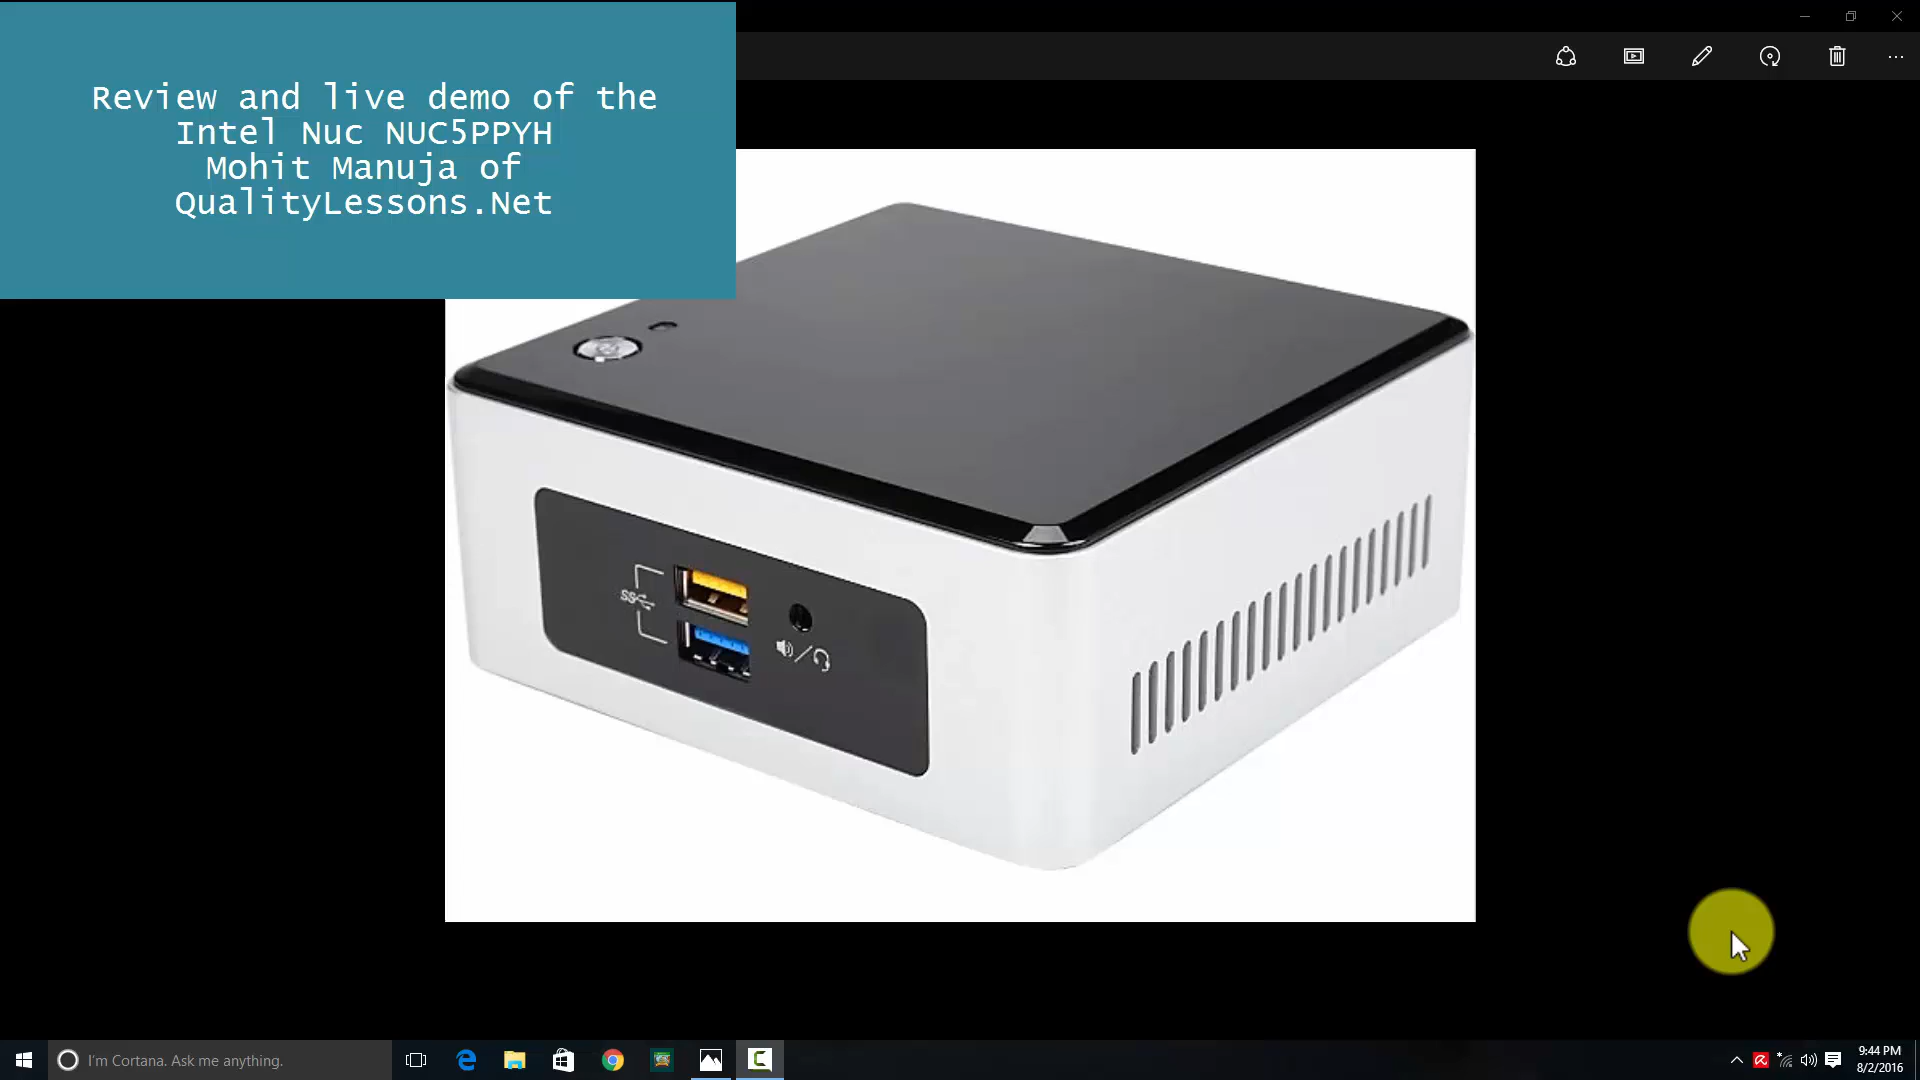 Review and live demo of the
Intel Nuc NUC5PPYH
Mohit Manuja of
QualityLessons.Net
SS
I'm Cortana. Ask me anything.
9:44 PM
8/2/2016